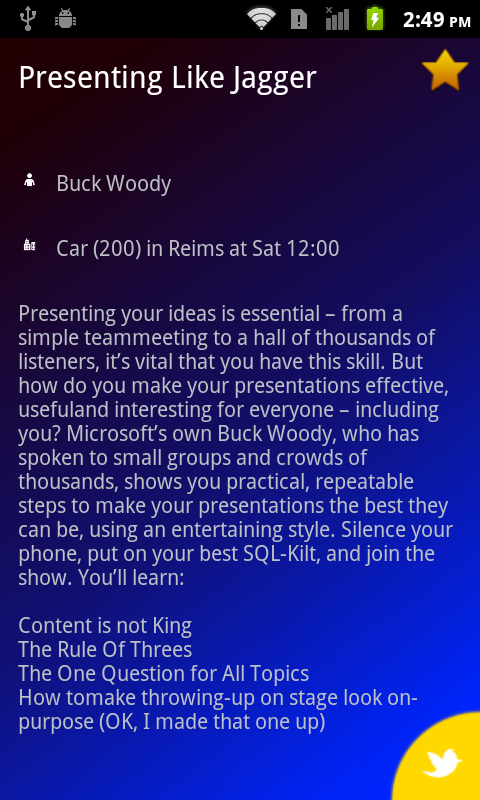 2:49 PM
Presenting Like Jagger
Buck Woody
Car (200) in Reims at Sat 12:00
Presenting your ideas is essential – from a
simple teammeeting to a hall of thousands of
listeners, it’s vital that you have this skill. But
how do you make your presentations effective,
usefuland interesting for everyone – including
you? Microsoft’s own Buck Woody, who has
spoken to small groups and crowds of
thousands, shows you practical, repeatable
steps to make your presentations the best they
can be, using an entertaining style. Silence your
phone, put on your best SQL-Kilt, and join the
show. You’ll learn:
Content is not King
The Rule Of Threes
The One Question for All Topics
How tomake throwing-up on stage look on-
purpose (OK, I made that one up)